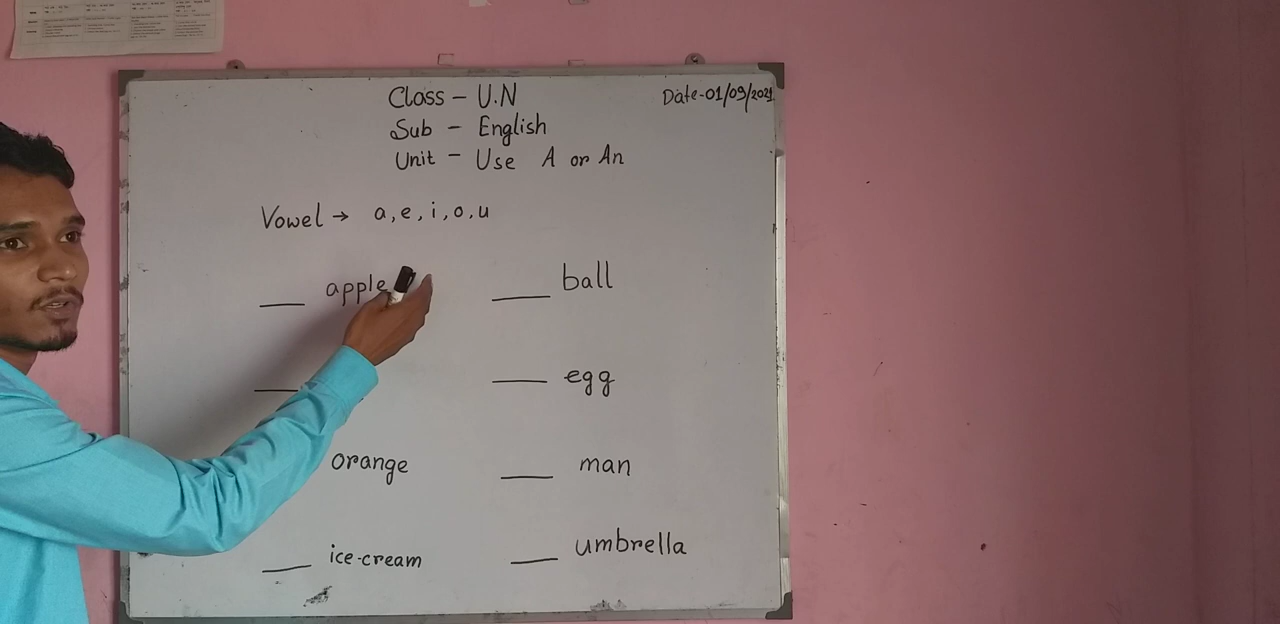 Class – U.N
Date-01/09/2021
Sub – English
Unit – Use A or An
Vowel → a, e, i, o, u
___ apple ___ ball
___ ___ egg
orange ___ man
___ ice-cream ___ umbrella